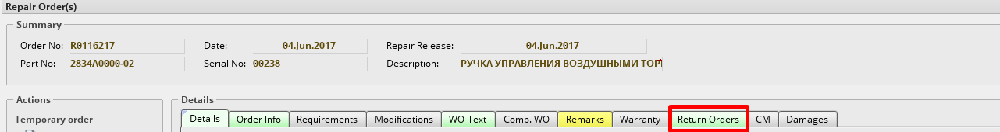 Repair Order(s)
Summary
Order No: R0116217 Date: 04.Jun.2017 Repair Release: 04.Jun.2017
Part No: 2834A0000-02 Serial No: 00238 Description: РУЧКА УПРАВЛЕНИЯ ВОЗДУШНЫМИ ТОР
Actions Details
Temporary order
Details Order Info Requirements Modifications WO-Text Comp. WO Remarks Warranty Return Orders CM Damages